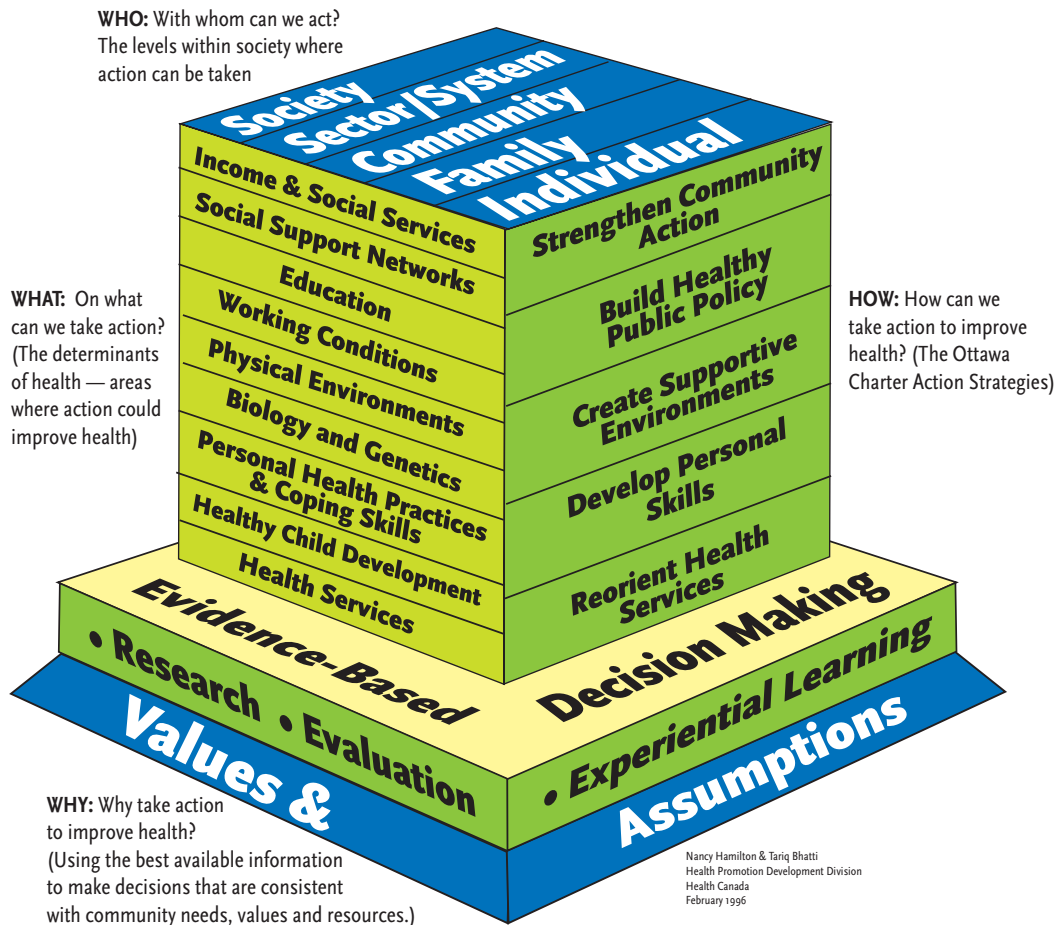 WHO: With whom can we act?
The levels within society where
action can be taken
Society
Sector/System
Community
Family
Individual
WHAT: On what
can we take action?
(The determinants
of health — areas
where action could
improve health)
Income & Social Services
Social Support Networks
Education
Working Conditions
Physical Environments
Biology and Genetics
Personal Health Practices
& Coping Skills
Healthy Child Development
Health Services
Strengthen Community
Action
Build Healthy
Public Policy
Create Supportive
Environments
Develop Personal
Skills
Reorient Health
Services
HOW: How can we
take action to improve
health? (The Ottawa
Charter Action Strategies)
Evidence-Based
Decision Making
• Research • Evaluation
• Experiential Learning
Values &
Assumptions
WHY: Why take action
to improve health?
(Using the best available information
to make decisions that are consistent
with community needs, values and resources.)
Nancy Hamilton & Tariq Bhatti
Health Promotion Development Division
Health Canada
February 1996